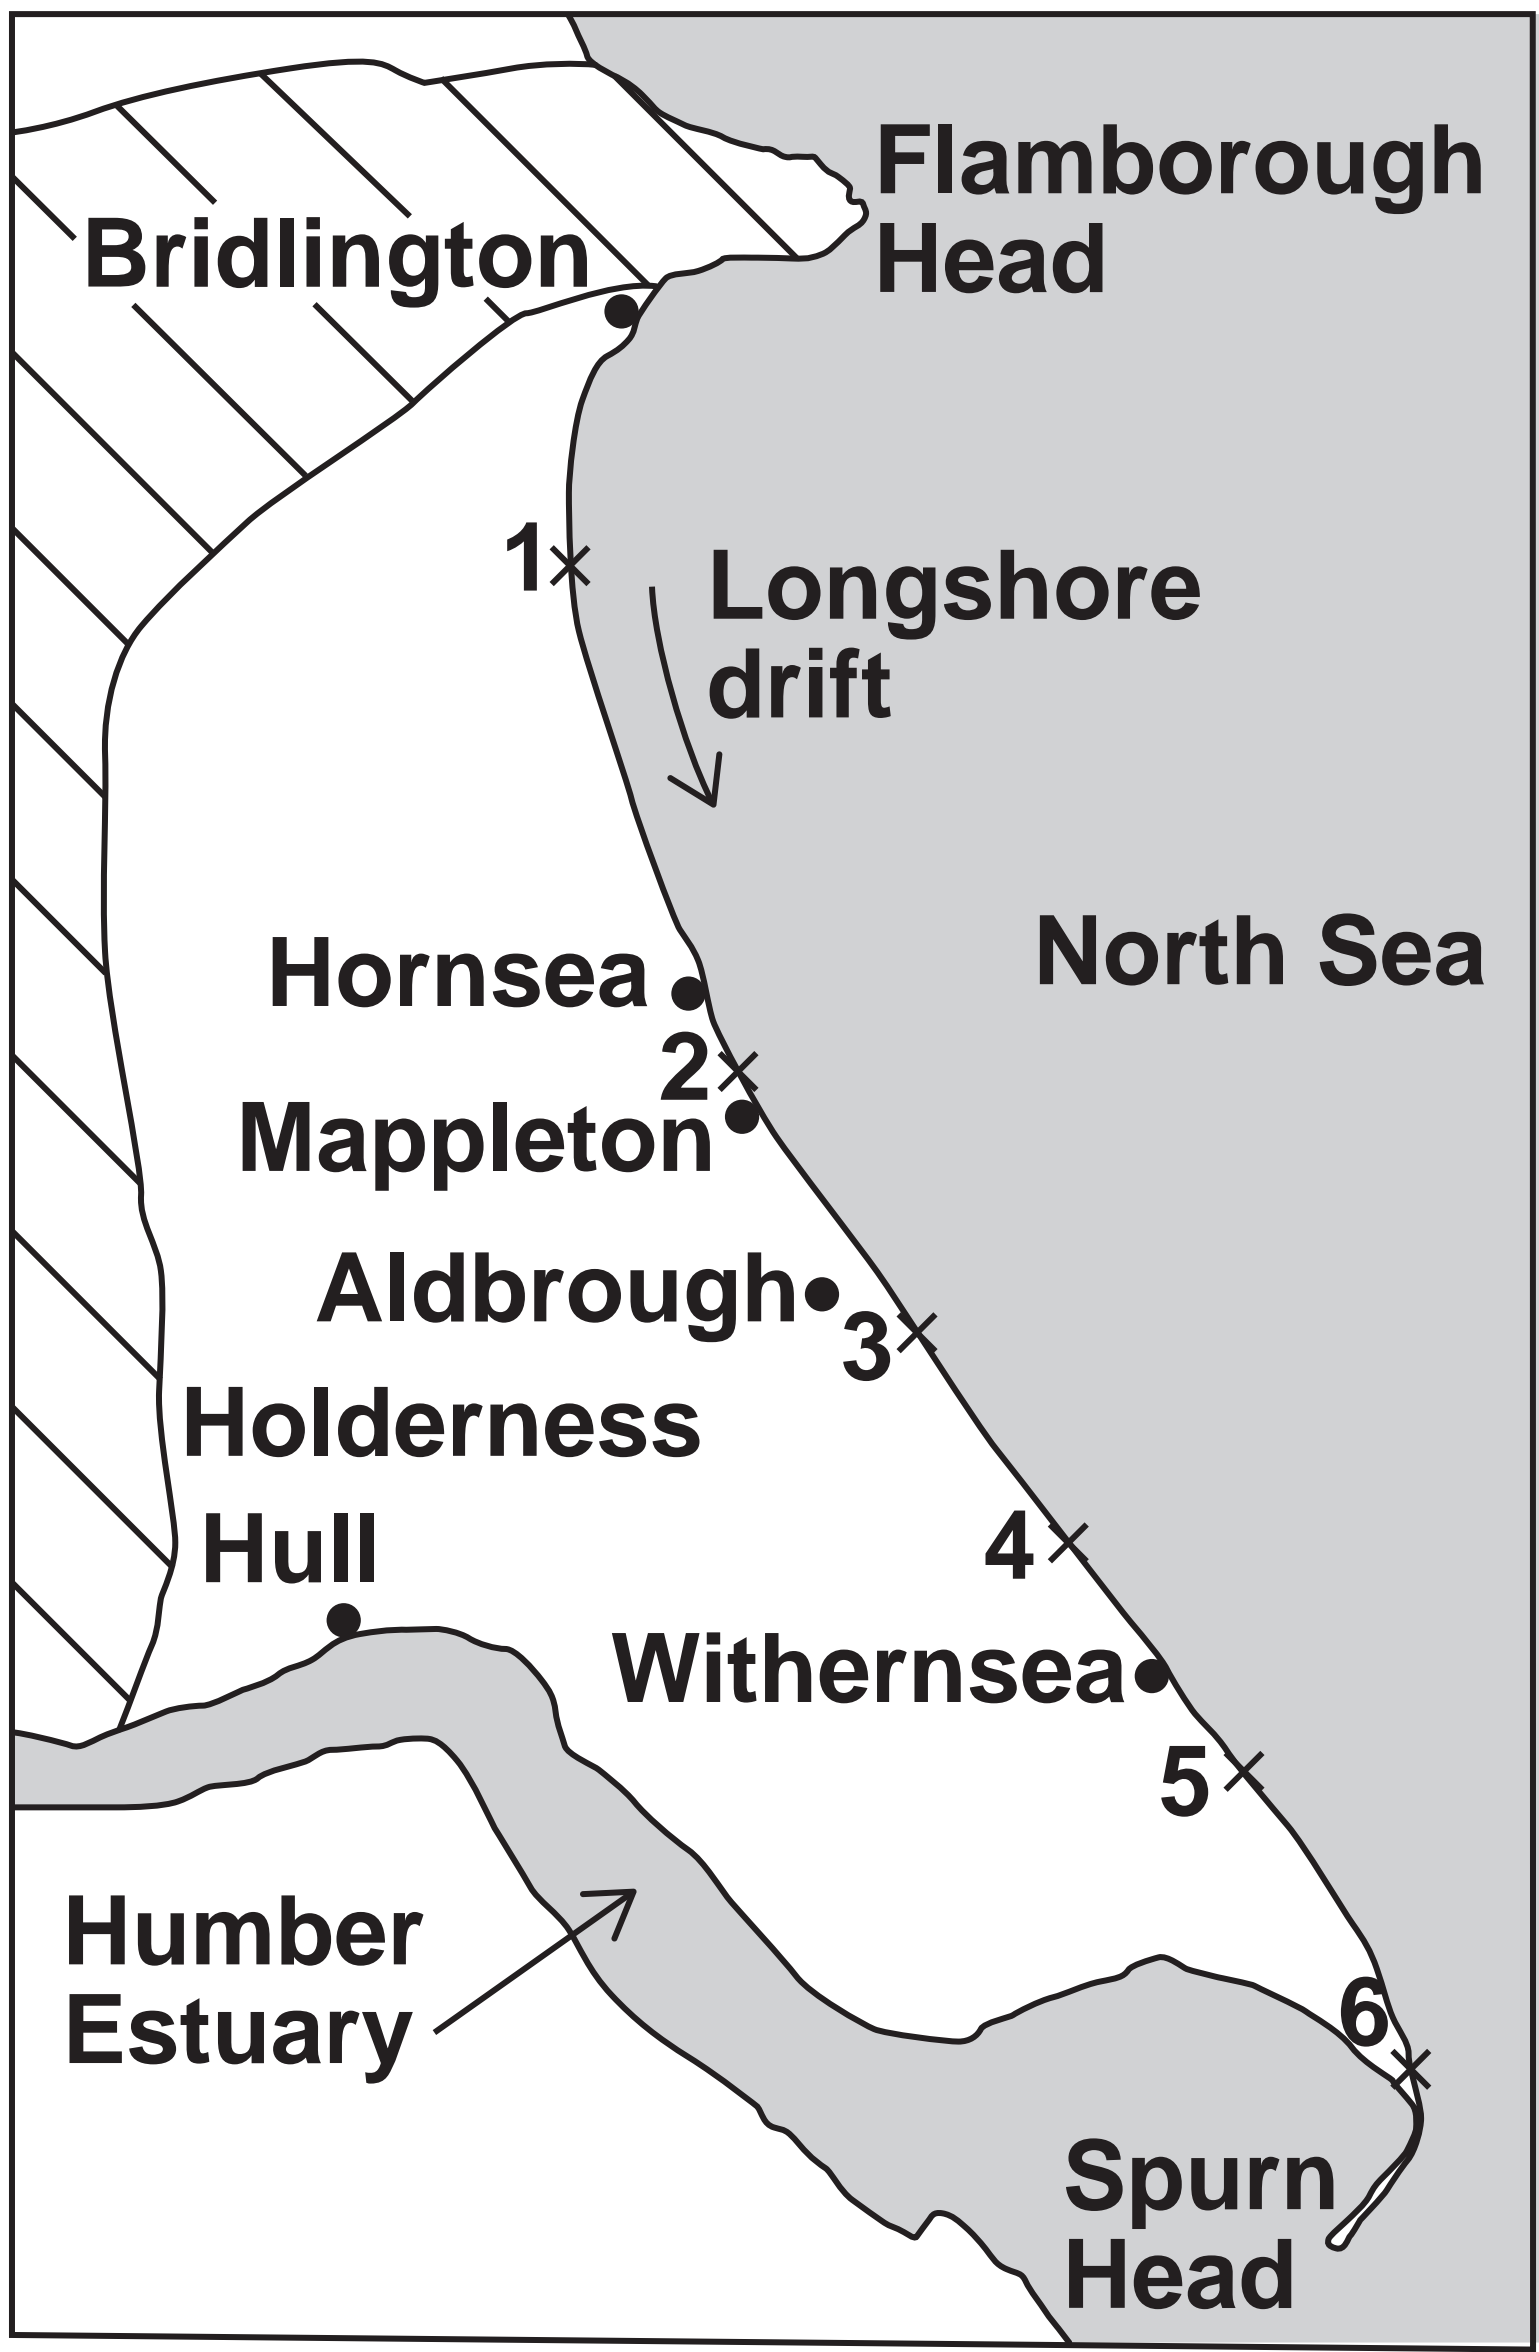 Flamborough
Head
Bridlington
1
Longshore
drift
North Sea
Hornsea
2
Mappleton
Aldbrough
3
Holderness
4
Hull
Withernsea
5
Humber
Estuary
6
Spurn
Head